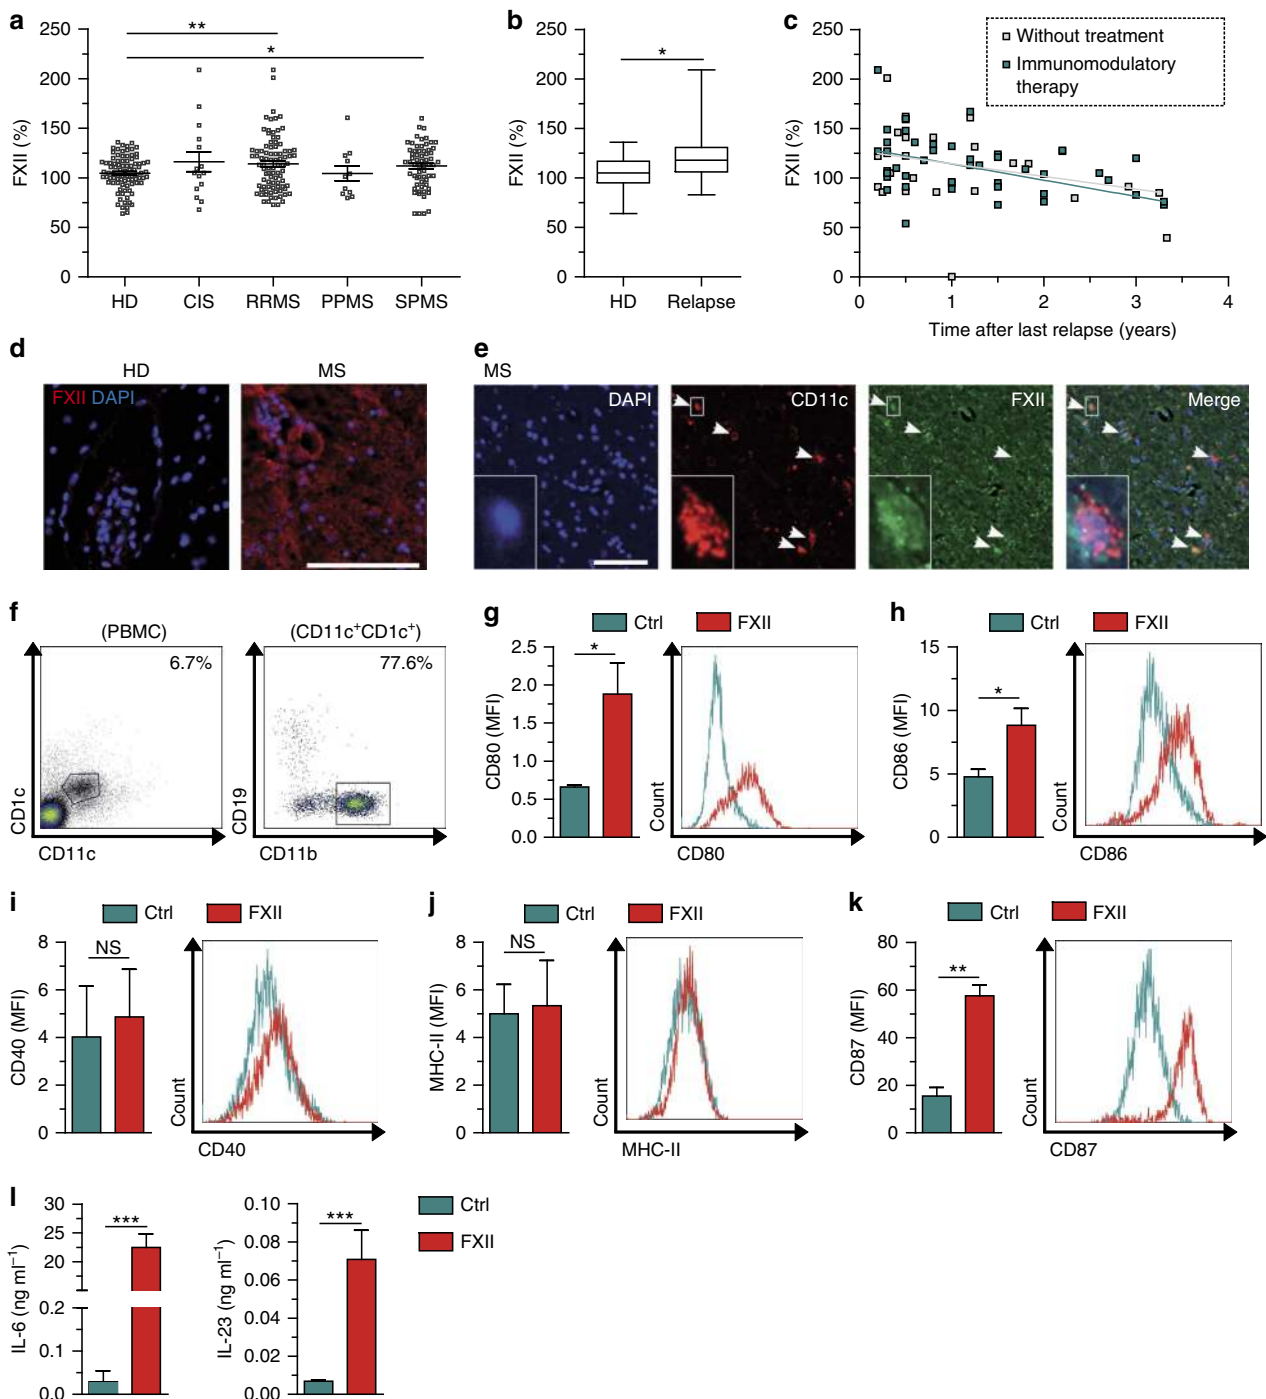 a
**
*
250
200
150
100
50
0
FXII (%)
HD CIS RRMS PPMS SPMS
b
*
250
200
150
100
50
0
FXII (%)
HD Relapse
c
Without treatment
Immunomodulatory
therapy
250
200
150
100
50
0
FXII (%)
0 1 2 3 4
Time after last relapse (years)
d
HD MS
FXII DAPI
e
MS
DAPI CD11c FXII Merge
f
(PBMC) (CD11c⁺CD1c⁺)
6.7% 77.6%
CD1c
CD11c
CD19
CD11b
g
Ctrl FXII
2.5
2.0
1.5
1.0
0.5
0.0
CD80 (MFI)
*
Count
CD80
h
Ctrl FXII
15
10
5
0
CD86 (MFI)
*
Count
CD86
i
Ctrl FXII
8
6
4
2
0
CD40 (MFI)
NS
Count
CD40
j
Ctrl FXII
8
6
4
2
0
MHC-II (MFI)
NS
Count
MHC-II
k
Ctrl FXII
80
60
40
20
0
CD87 (MFI)
**
Count
CD87
l
30
25
20
0.2
0.1
0.0
IL-6 (ng ml⁻¹)
***
0.10
0.08
0.06
0.04
0.02
0.00
IL-23 (ng ml⁻¹)
***
Ctrl
FXII